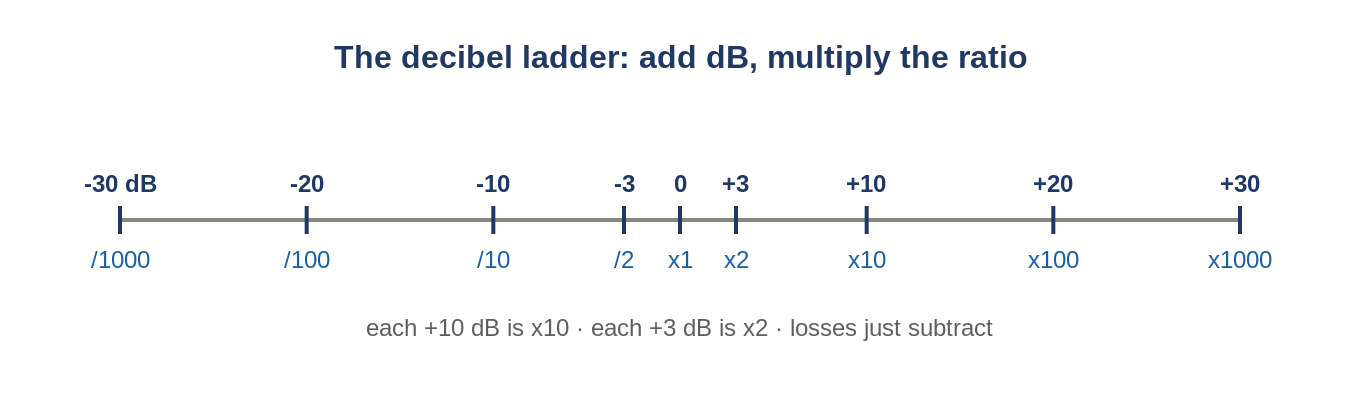 The decibel ladder: add dB, multiply the ratio
-30 dB -20 -10 -3 0 +3 +10 +20 +30
/1000 /100 /10 /2 x1 x2 x10 x100 x1000
each +10 dB is x10 · each +3 dB is x2 · losses just subtract